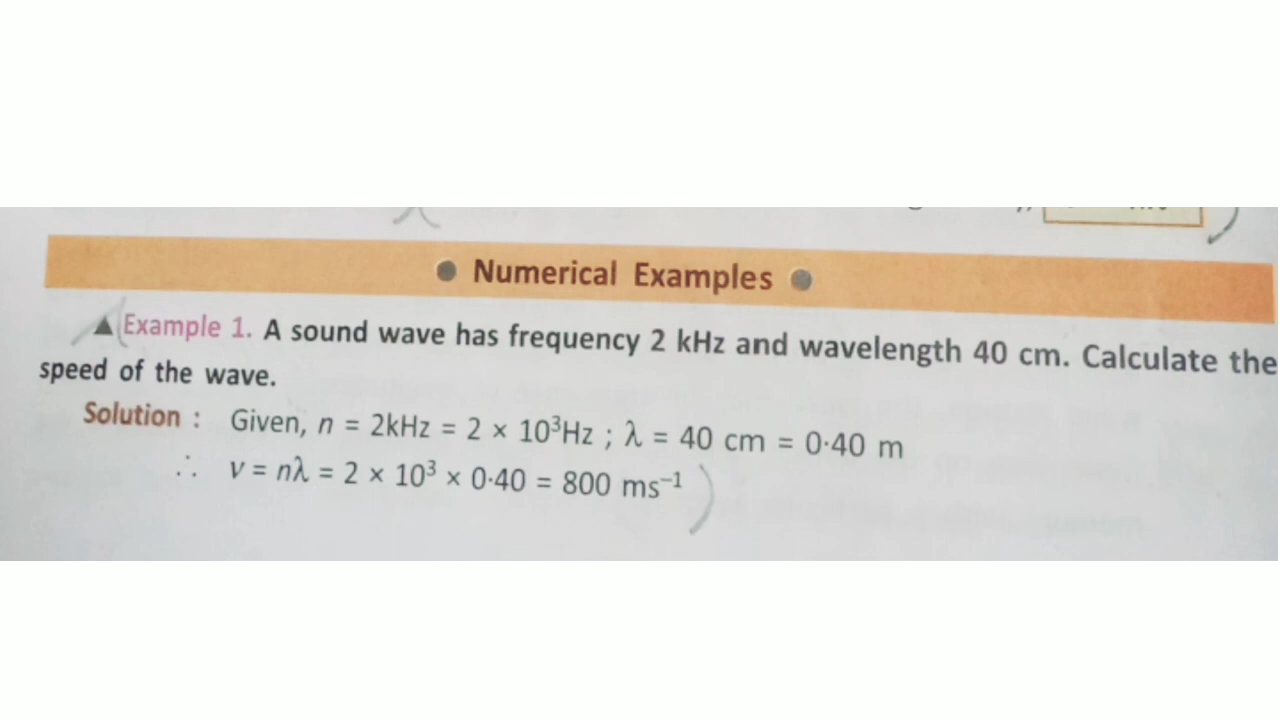 Numerical Examples
▲ Example 1. A sound wave has frequency 2 kHz and wavelength 40 cm. Calculate the
speed of the wave.
Solution : Given, n = 2kHz = 2 × 10³Hz ; λ = 40 cm = 0·40 m
∴ v = nλ = 2 × 10³ × 0·40 = 800 ms⁻¹